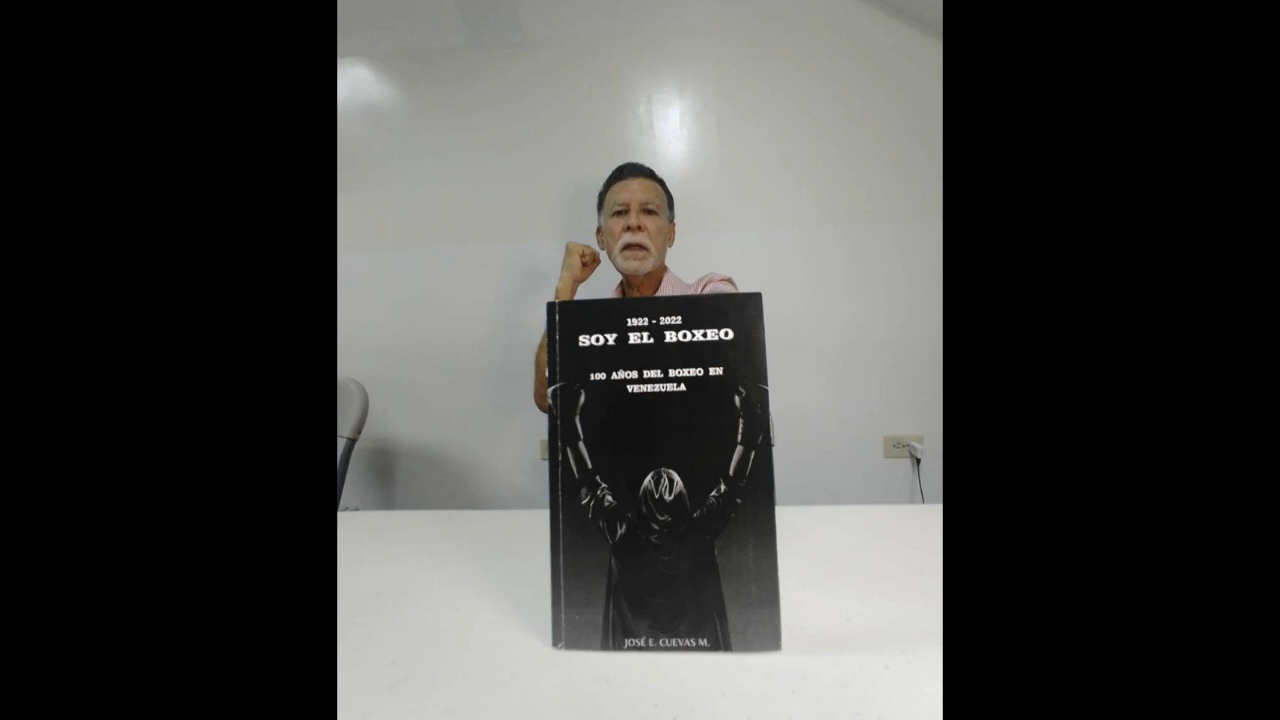 1922 - 2022
SOY EL BOXEO
100 AÑOS DEL BOXEO EN
VENEZUELA
JOSÉ E. CUEVAS M.